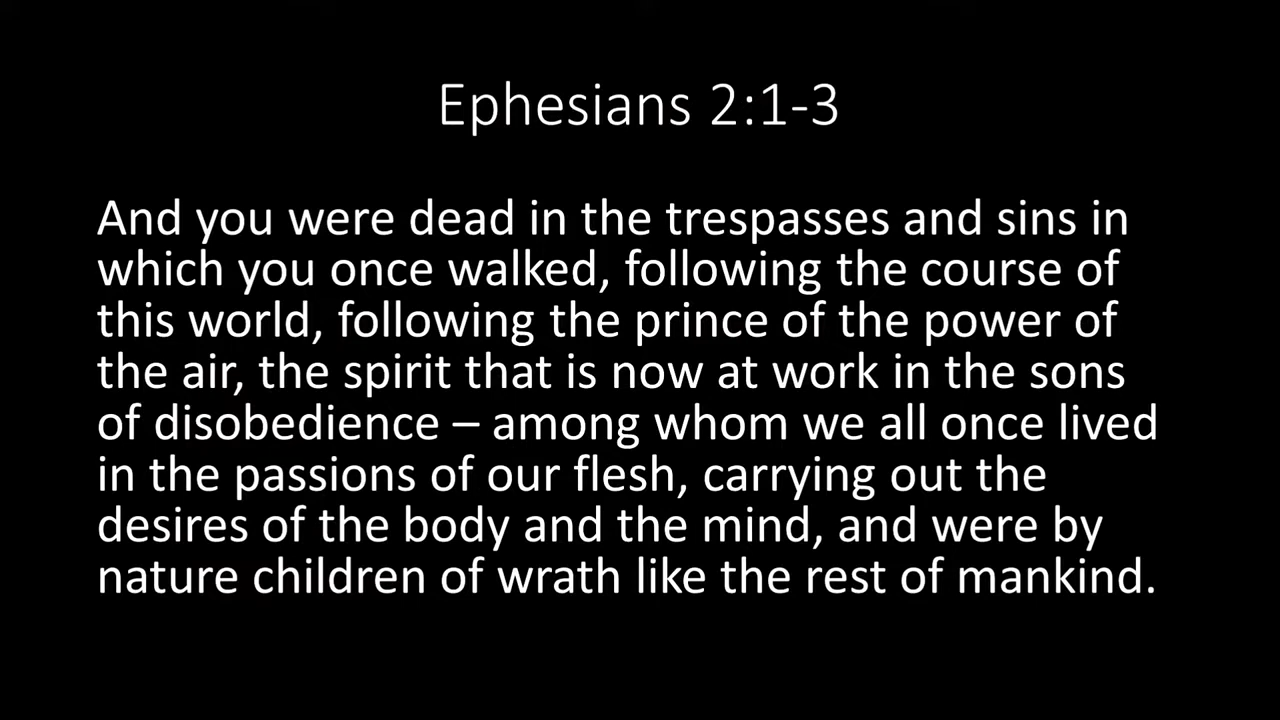 Ephesians 2:1-3
And you were dead in the trespasses and sins in
which you once walked, following the course of
this world, following the prince of the power of
the air, the spirit that is now at work in the sons
of disobedience – among whom we all once lived
in the passions of our flesh, carrying out the
desires of the body and the mind, and were by
nature children of wrath like the rest of mankind.